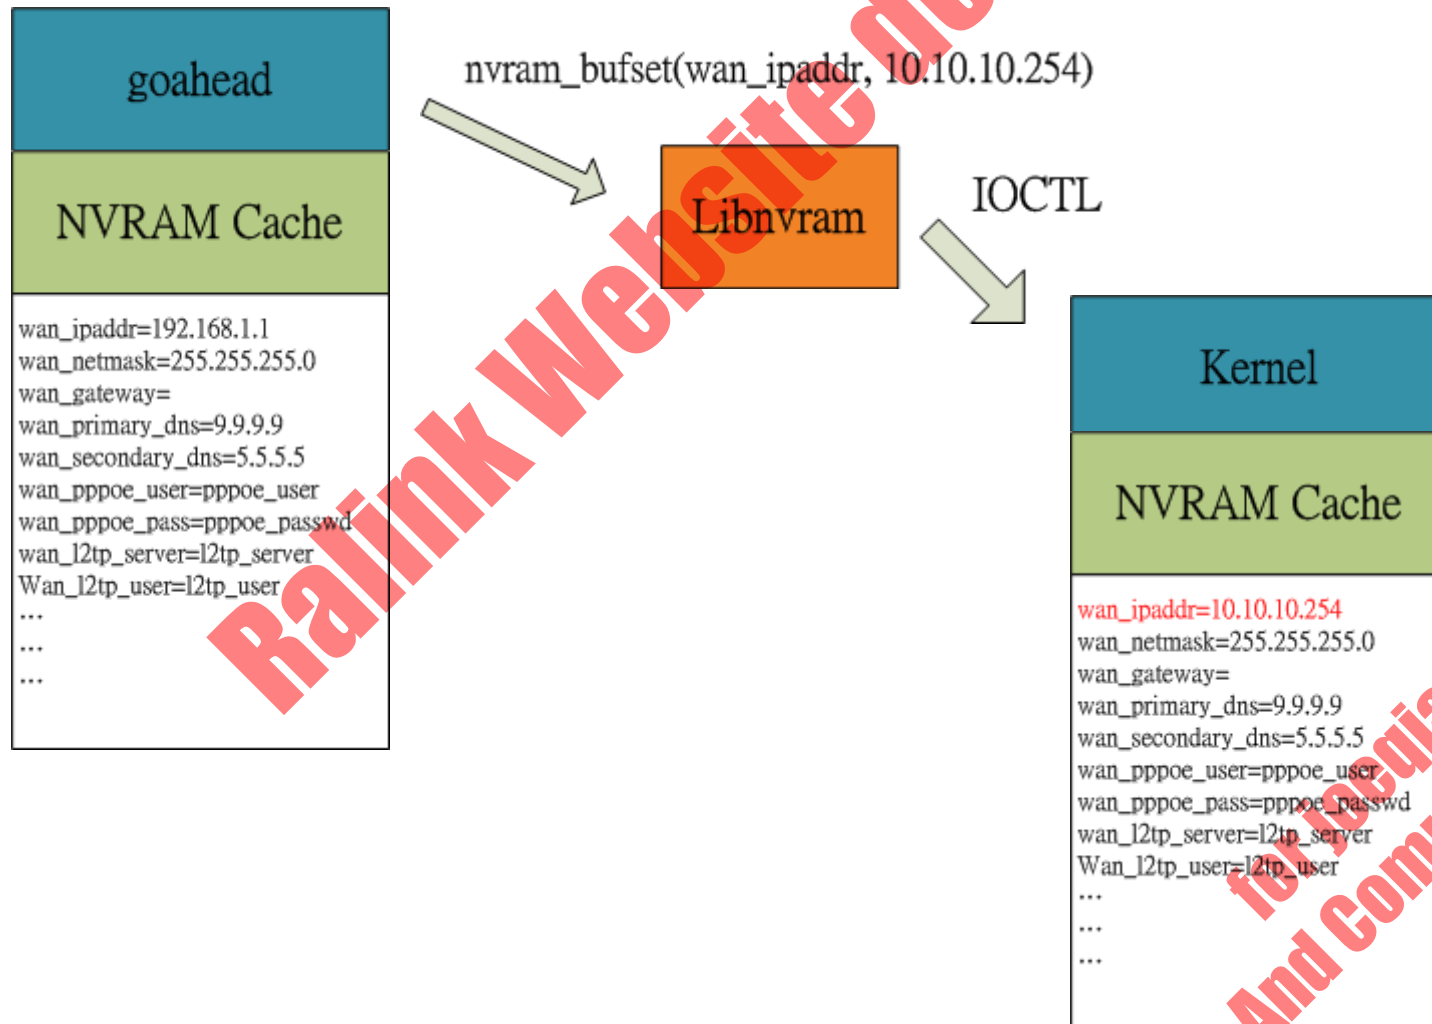 goahead
NVRAM Cache
wan_ipaddr=192.168.1.1
wan_netmask=255.255.255.0
wan_gateway=
wan_primary_dns=9.9.9.9
wan_secondary_dns=5.5.5.5
wan_pppoe_user=pppoe_user
wan_pppoe_pass=pppoe_passwd
wan_l2tp_server=l2tp_server
Wan_l2tp_user=l2tp_user
...
...
...
nvram_bufset(wan_ipaddr, 10.10.10.254)
Libnvram
IOCTL
Kernel
NVRAM Cache
wan_ipaddr=10.10.10.254
wan_netmask=255.255.255.0
wan_gateway=
wan_primary_dns=9.9.9.9
wan_secondary_dns=5.5.5.5
wan_pppoe_user=pppoe_user
wan_pppoe_pass=pppoe_passwd
wan_l2tp_server=l2tp_server
Wan_l2tp_user=l2tp_user
...
...
...
Ralink Website
for
And